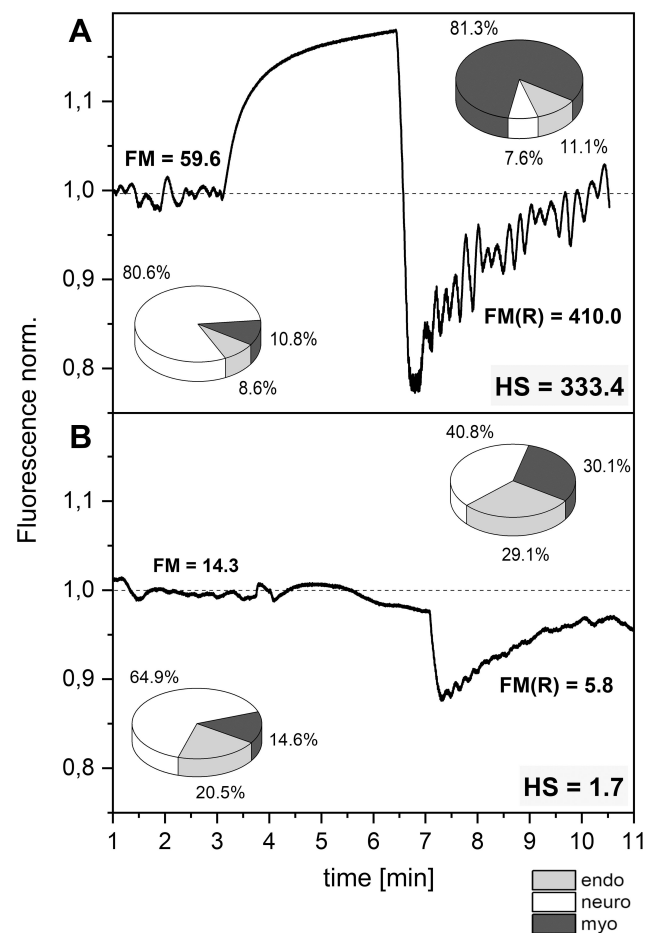 A
81.3%
1,1
FM = 59.6
7.6%
11.1%
1,0
80.6%
0,9
10.8%
FM(R) = 410.0
0,8
8.6%
HS = 333.4
Fluorescence norm.
B
40.8%
30.1%
1,1
29.1%
FM = 14.3
1,0
64.9%
0,9
FM(R) = 5.8
14.6%
0,8
20.5%
HS = 1.7
1 2 3 4 5 6 7 8 9 10 11
time [min]
endo
neuro
myo